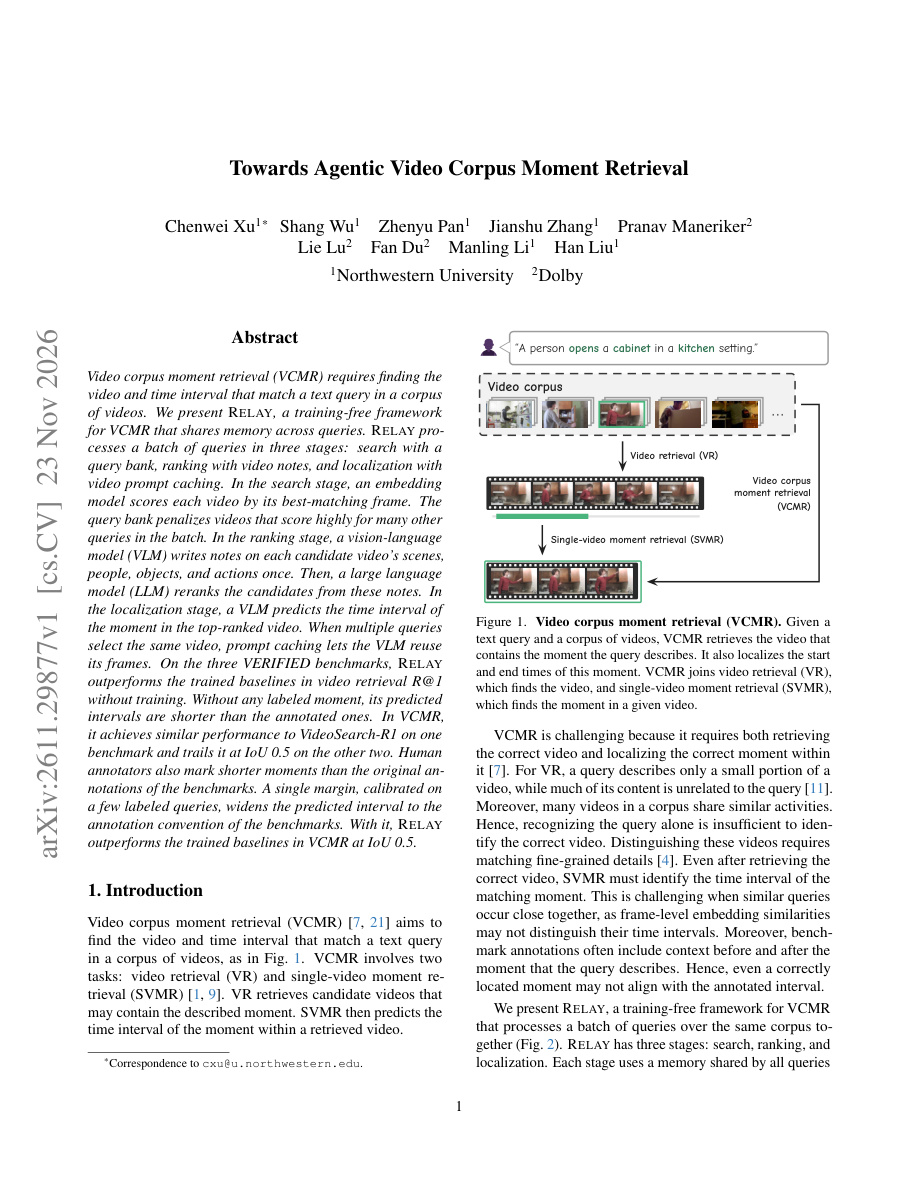 Towards Agentic Video Corpus Moment Retrieval
Chenwei Xu1* Shang Wu1 Zhenyu Pan1 Jianshu Zhang1 Pranav Maneriker2
Lie Lu2 Fan Du2 Manling Li1 Han Liu1
1Northwestern University 2Dolby
arXiv:2611.29877v1 [cs.CV] 23 Nov 2026
Abstract
Video corpus moment retrieval (VCMR) requires finding the
video and time interval that match a text query in a corpus
of videos. We present RELAY, a training-free framework
for VCMR that shares memory across queries. RELAY pro-
cesses a batch of queries in three stages: search with a
query bank, ranking with video notes, and localization with
video prompt caching. In the search stage, an embedding
model scores each video by its best-matching frame. The
query bank penalizes videos that score highly for many other
queries in the batch. In the ranking stage, a vision-language
model (VLM) writes notes on each candidate video's scenes,
people, objects, and actions once. Then, a large language
model (LLM) reranks the candidates from these notes. In
the localization stage, a VLM predicts the time interval of
the moment in the top-ranked video. When multiple queries
select the same video, prompt caching lets the VLM reuse
its frames. On the three VERIFIED benchmarks, RELAY
outperforms the trained baselines in video retrieval R@1
without training. Without any labeled moment, its predicted
intervals are shorter than the annotated ones. In VCMR,
it achieves similar performance to VideoSearch-R1 on one
benchmark and trails it at IoU 0.5 on the other two. Human
annotators also mark shorter moments than the original an-
notations of the benchmarks. A single margin, calibrated on
a few labeled queries, widens the predicted interval to the
annotation convention of the benchmarks. With it, RELAY
outperforms the trained baselines in VCMR at IoU 0.5.
1. Introduction
Video corpus moment retrieval (VCMR) [7, 21] aims to
find the video and time interval that match a text query
in a corpus of videos, as in Fig. 1. VCMR involves two
tasks: video retrieval (VR) and single-video moment re-
trieval (SVMR) [1, 9]. VR retrieves candidate videos that
may contain the described moment. SVMR then predicts the
time interval of the moment within a retrieved video.
*Correspondence to cxu@u.northwestern.edu.
"A person opens a cabinet in a kitchen setting."
Video corpus
...
Video retrieval (VR)
Video corpus
moment retrieval
(VCMR)
Single-video moment retrieval (SVMR)
Figure 1. Video corpus moment retrieval (VCMR). Given a
text query and a corpus of videos, VCMR retrieves the video that
contains the moment the query describes. It also localizes the start
and end times of this moment. VCMR joins video retrieval (VR),
which finds the video, and single-video moment retrieval (SVMR),
which finds the moment in a given video.
VCMR is challenging because it requires both retrieving
the correct video and localizing the correct moment within
it [7]. For VR, a query describes only a small portion of a
video, while much of its content is unrelated to the query [11].
Moreover, many videos in a corpus share similar activities.
Hence, recognizing the query alone is insufficient to iden-
tify the correct video. Distinguishing these videos requires
matching fine-grained details [4]. Even after retrieving the
correct video, SVMR must identify the time interval of the
matching moment. This is challenging when similar queries
occur close together, as frame-level embedding similarities
may not distinguish their time intervals. Moreover, bench-
mark annotations often include context before and after the
moment that the query describes. Hence, even a correctly
located moment may not align with the annotated interval.
We present RELAY, a training-free framework for VCMR
that processes a batch of queries over the same corpus to-
gether (Fig. 2). RELAY has three stages: search, ranking, and
localization. Each stage uses a memory shared by all queries
1